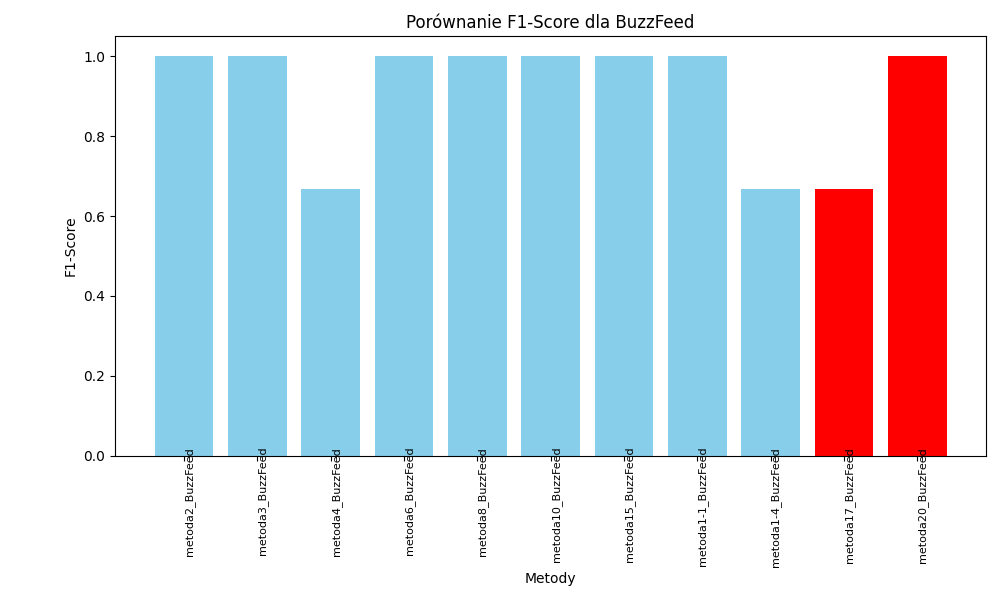 Porównanie F1-Score dla BuzzFeed
F1-Score
1.0
0.8
0.6
0.4
0.2
0.0
metoda2_BuzzFeed
metoda3_BuzzFeed
metoda4_BuzzFeed
metoda6_BuzzFeed
metoda8_BuzzFeed
metoda10_BuzzFeed
metoda15_BuzzFeed
metoda1-1_BuzzFeed
metoda1-4_BuzzFeed
metoda17_BuzzFeed
metoda20_BuzzFeed
Metody